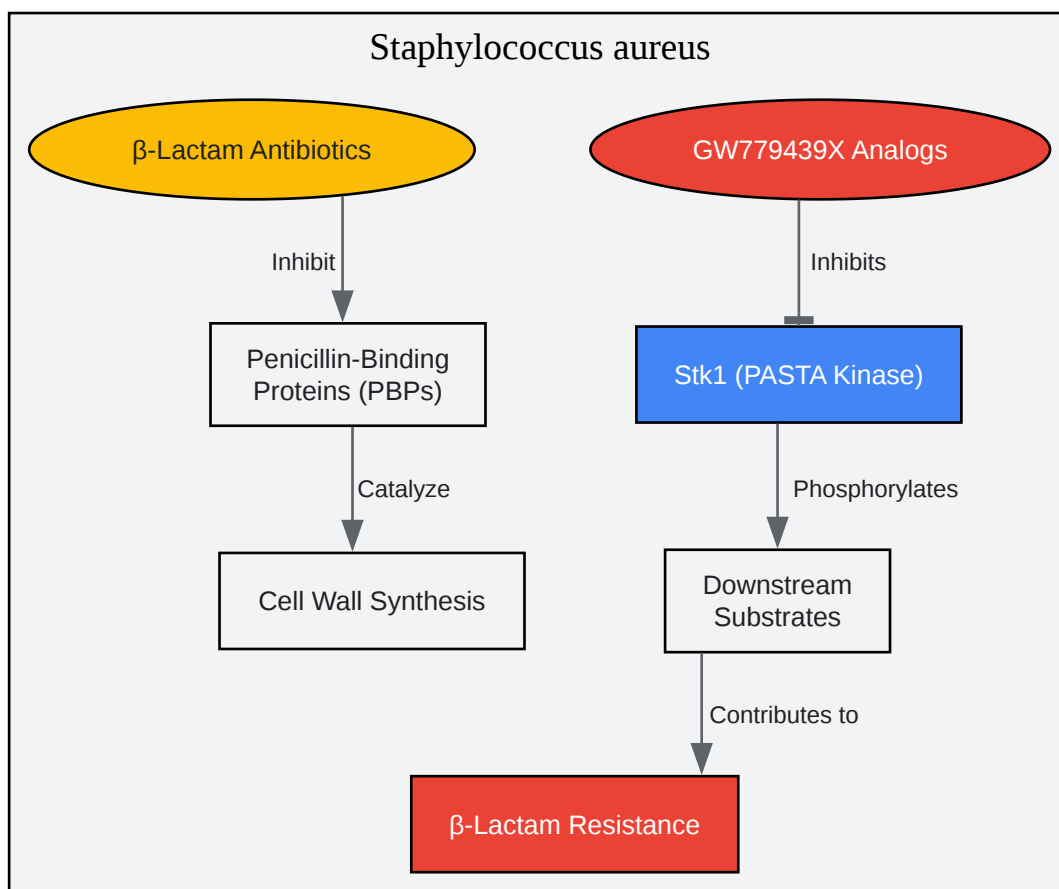 Staphylococcus aureus
β-Lactam Antibiotics
GW779439X Analogs
Inhibit
Inhibits
Penicillin-Binding
Proteins (PBPs)
Stk1 (PASTA Kinase)
Catalyze
Phosphorylates
Cell Wall Synthesis
Downstream
Substrates
Contributes to
β-Lactam Resistance